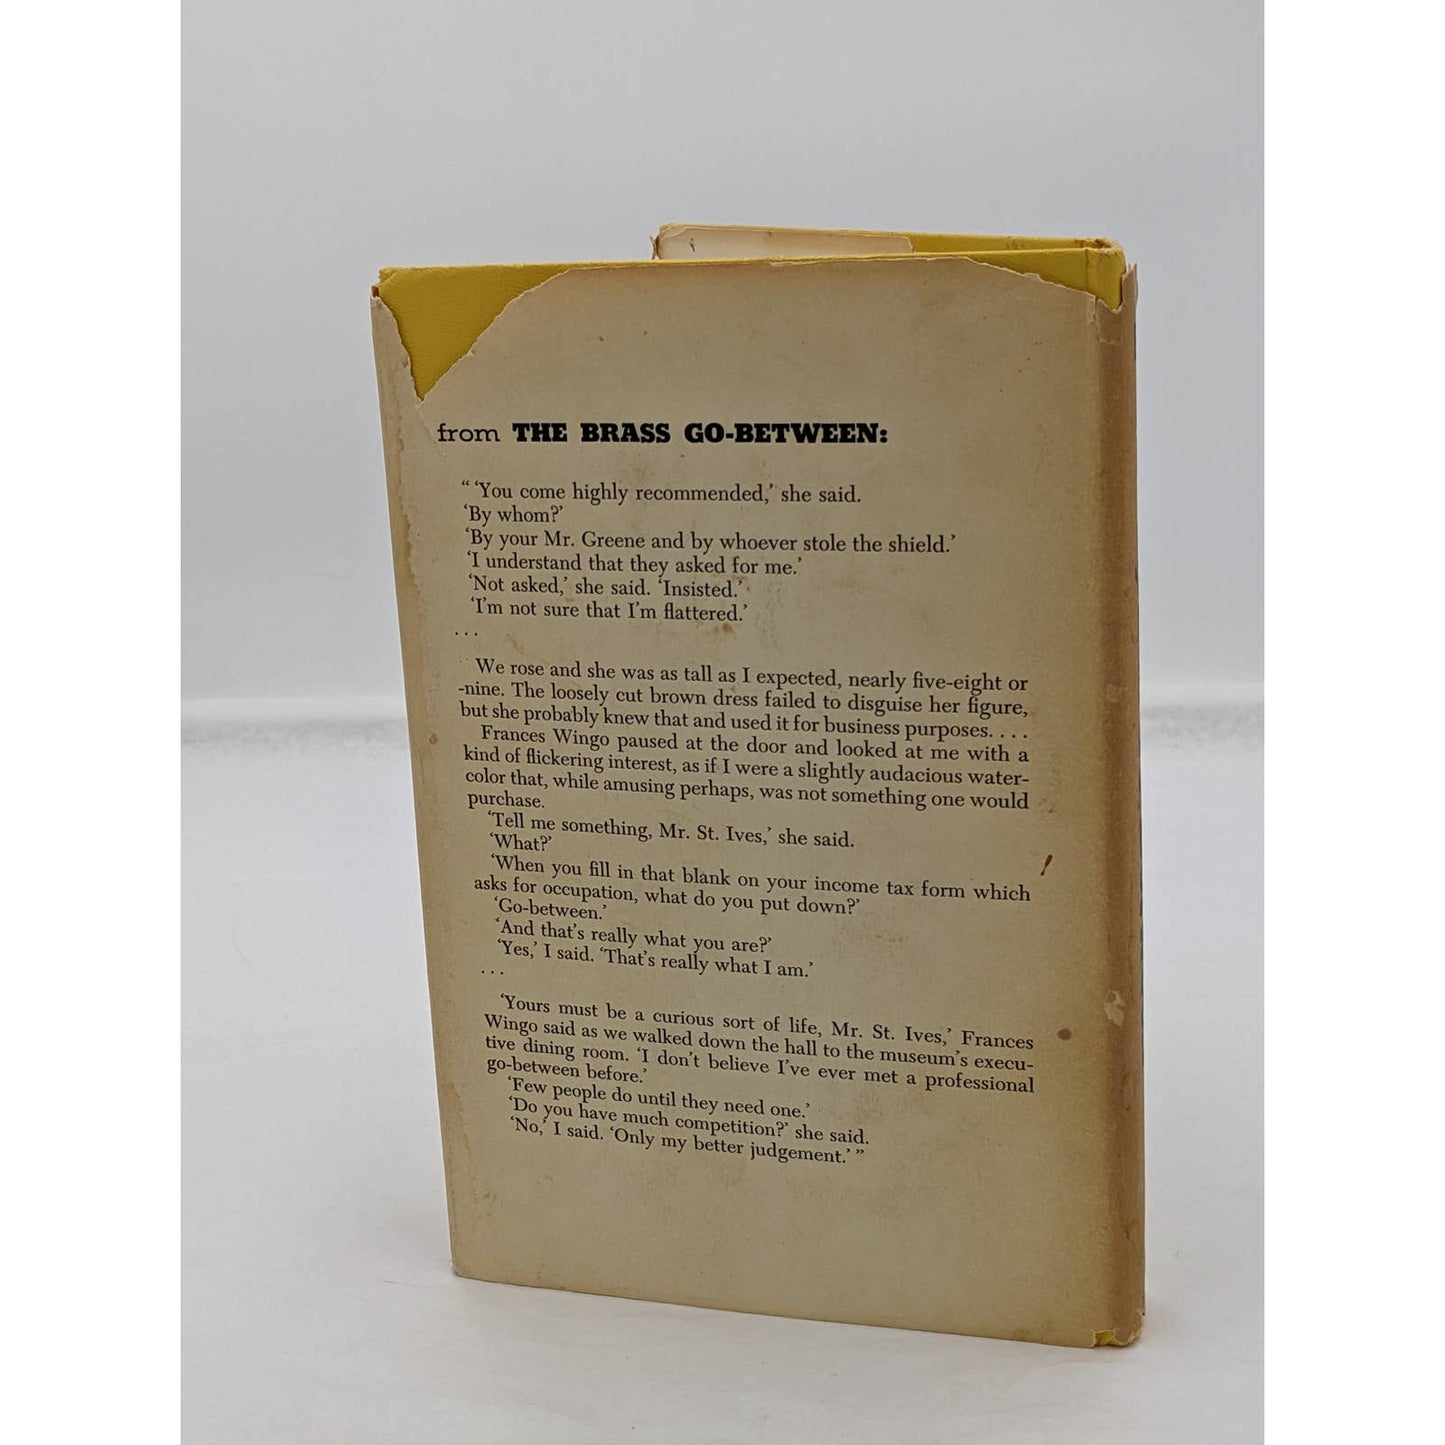 from THE BRASS GO-BETWEEN:
“ ‘You come highly recommended,’ she said.
‘By whom?’
‘By your Mr. Greene and by whoever stole the shield.’
‘I understand that they asked for me.’
‘Not asked,’ she said. ‘Insisted.’
‘I’m not sure that I’m flattered.’
. . .
We rose and she was as tall as I expected, nearly five-eight or
-nine. The loosely cut brown dress failed to disguise her figure,
but she probably knew that and used it for business purposes. . . .
Frances Wingo paused at the door and looked at me with a
kind of flickering interest, as if I were a slightly audacious water-
color that, while amusing perhaps, was not something one would
purchase.
‘Tell me something, Mr. St. Ives,’ she said.
‘What?’
‘When you fill in that blank on your income tax form which
asks for occupation, what do you put down?’
‘Go-between.’
‘And that’s really what you are?’
‘Yes,’ I said. ‘That’s really what I am.’
. . .
‘Yours must be a curious sort of life, Mr. St. Ives,’ Frances
Wingo said as we walked down the hall to the museum’s execu-
tive dining room. ‘I don’t believe I’ve ever met a professional
go-between before.’
‘Few people do until they need one.’
‘Do you have much competition?’ she said.
‘No,’ I said. ‘Only my better judgement.’ ”